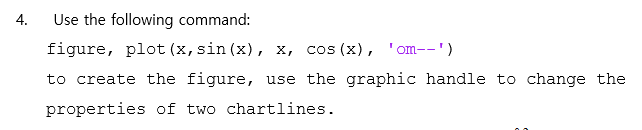 4. Use the following command:
figure, plot(x,sin(x), x, cos(x), 'om--')
to create the figure, use the graphic handle to change the
properties of two chartlines.